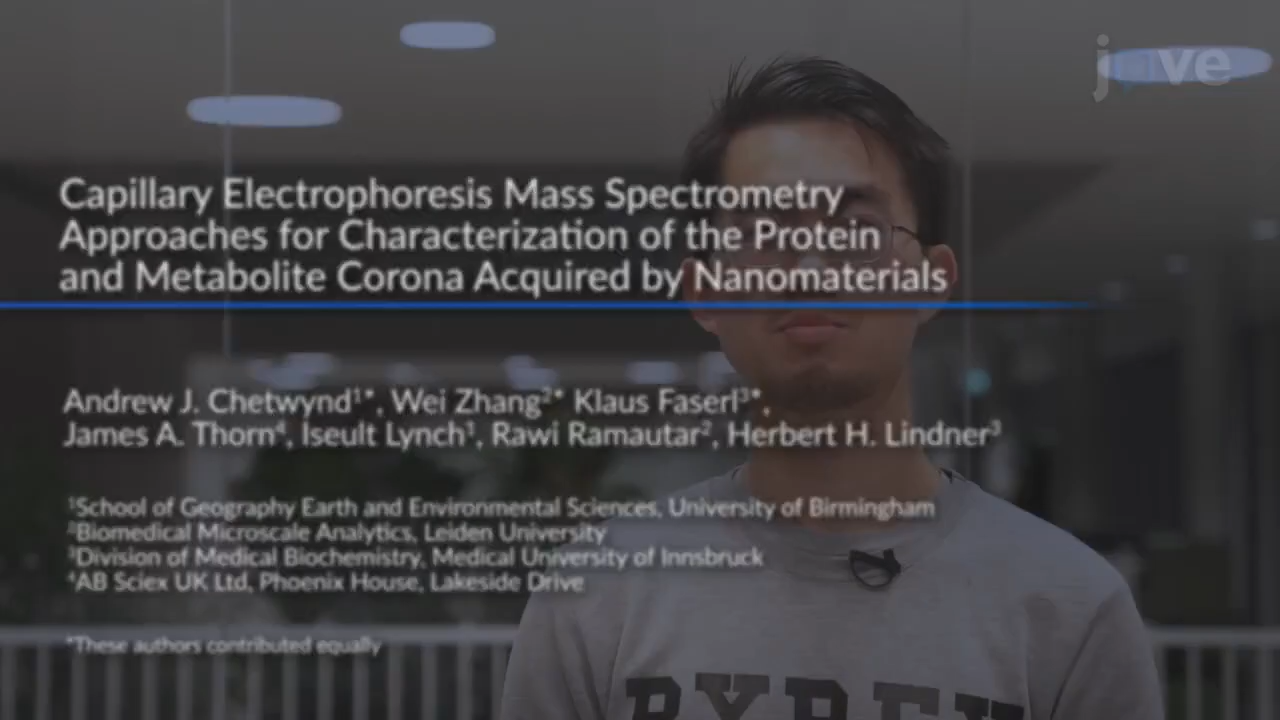 jove
Capillary Electrophoresis Mass Spectrometry
Approaches for Characterization of the Protein
and Metabolite Corona Acquired by Nanomaterials
Andrew J. Chetwynd¹*, Wei Zhang²* Klaus Faserl³*,
James A. Thorn⁴, Iseult Lynch¹, Rawi Ramautar², Herbert H. Lindner³
¹School of Geography Earth and Environmental Sciences, University of Birmingham
²Biomedical Microscale Analytics, Leiden University
³Division of Medical Biochemistry, Medical University of Innsbruck
⁴AB Sciex UK Ltd, Phoenix House, Lakeside Drive
*These authors contributed equally